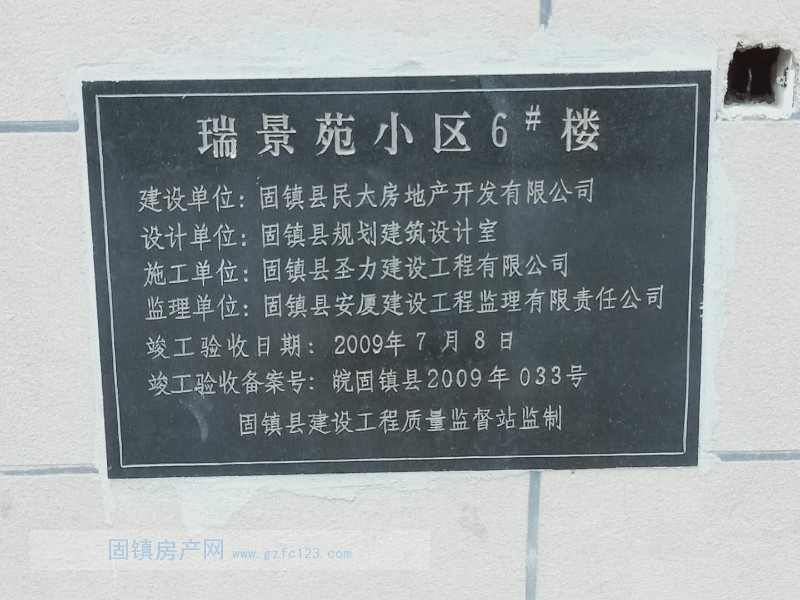 瑞景苑小区6#楼
建设单位：固镇县民大房地产开发有限公司
设计单位：固镇县规划建筑设计室
施工单位：固镇县圣力建设工程有限公司
监理单位：固镇县安厦建设工程监理有限责任公司
竣工验收日期：2009年7月8日
竣工验收备案号：皖固镇县2009年033号
固镇县建设工程质量监督站监制
固镇房产网 www.gzfc123.com